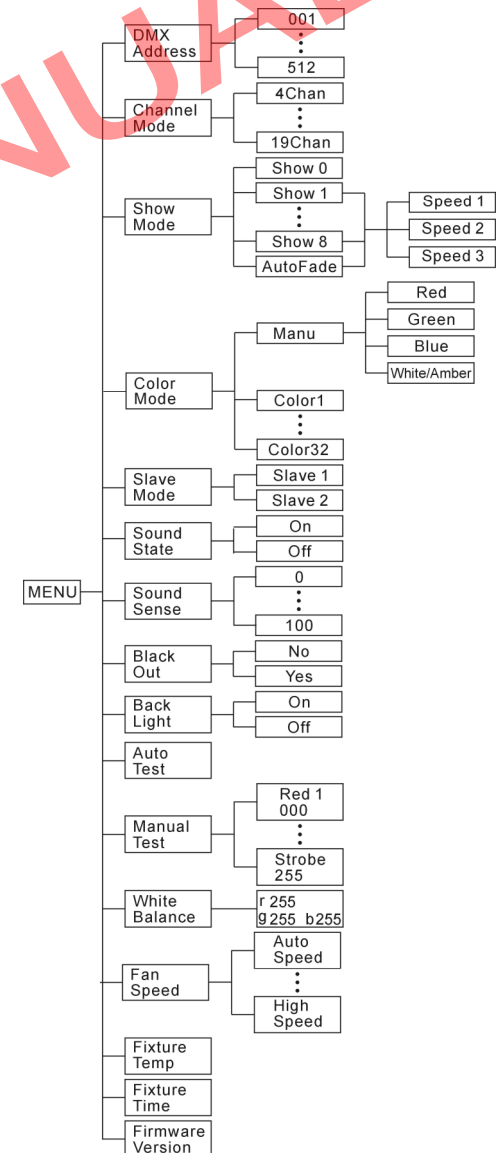 DMX
Address
001
512
Channel
Mode
4Chan
19Chan
Show
Mode
Show 0
Show 1
Show 8
AutoFade
Speed 1
Speed 2
Speed 3
Color
Mode
Manu
Red
Green
Blue
White/Amber
Color1
Color32
Slave
Mode
Slave 1
Slave 2
Sound
State
On
Off
MENU
Sound
Sense
0
100
Black
Out
No
Yes
Back
Light
On
Off
Auto
Test
Manual
Test
Red 1
000
Strobe
255
White
Balance
r 255
g255 b255
Fan
Speed
Auto
Speed
High
Speed
Fixture
Temp
Fixture
Time
Firmware
Version